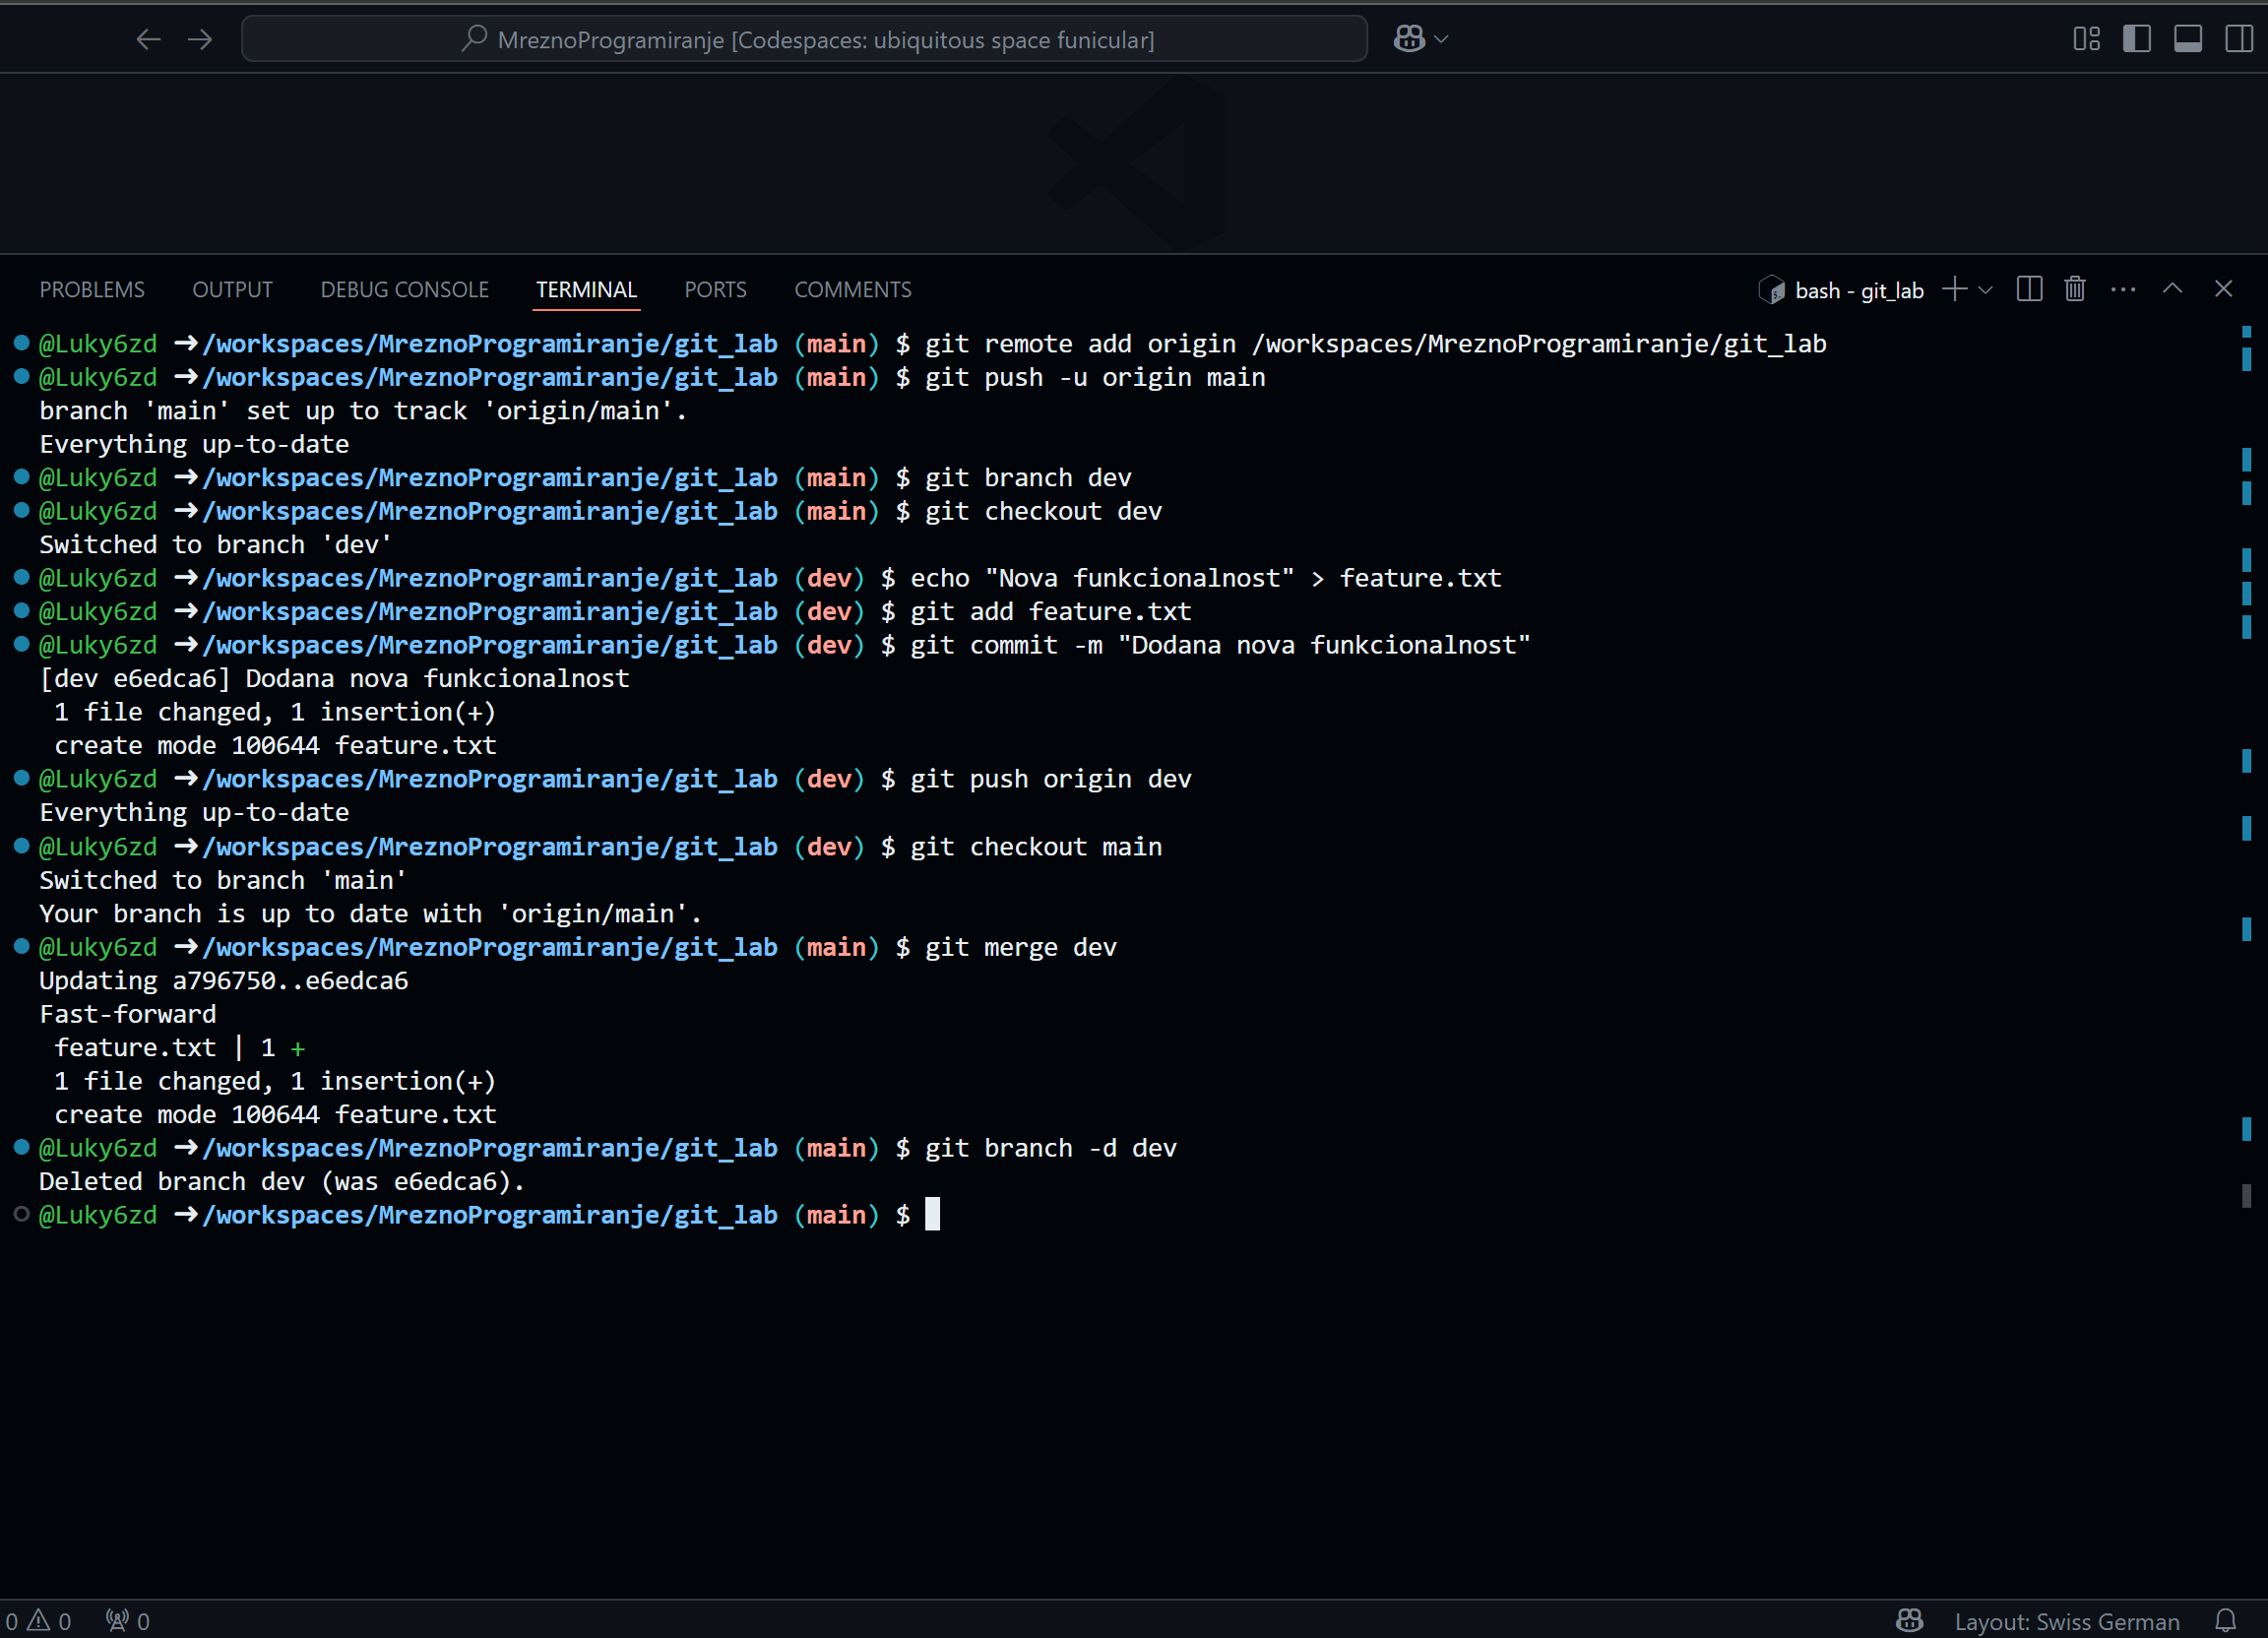 MreznoProgramiranje [Codespaces: ubiquitous space funicular]
PROBLEMS OUTPUT DEBUG CONSOLE TERMINAL PORTS COMMENTS bash - git_lab
@Luky6zd ➜ /workspaces/MreznoProgramiranje/git_lab (main) $ git remote add origin /workspaces/MreznoProgramiranje/git_lab
@Luky6zd ➜ /workspaces/MreznoProgramiranje/git_lab (main) $ git push -u origin main
branch 'main' set up to track 'origin/main'.
Everything up-to-date
@Luky6zd ➜ /workspaces/MreznoProgramiranje/git_lab (main) $ git branch dev
@Luky6zd ➜ /workspaces/MreznoProgramiranje/git_lab (main) $ git checkout dev
Switched to branch 'dev'
@Luky6zd ➜ /workspaces/MreznoProgramiranje/git_lab (dev) $ echo "Nova funkcionalnost" > feature.txt
@Luky6zd ➜ /workspaces/MreznoProgramiranje/git_lab (dev) $ git add feature.txt
@Luky6zd ➜ /workspaces/MreznoProgramiranje/git_lab (dev) $ git commit -m "Dodana nova funkcionalnost"
[dev e6edca6] Dodana nova funkcionalnost
1 file changed, 1 insertion(+)
create mode 100644 feature.txt
@Luky6zd ➜ /workspaces/MreznoProgramiranje/git_lab (dev) $ git push origin dev
Everything up-to-date
@Luky6zd ➜ /workspaces/MreznoProgramiranje/git_lab (dev) $ git checkout main
Switched to branch 'main'
Your branch is up to date with 'origin/main'.
@Luky6zd ➜ /workspaces/MreznoProgramiranje/git_lab (main) $ git merge dev
Updating a796750..e6edca6
Fast-forward
feature.txt | 1 +
1 file changed, 1 insertion(+)
create mode 100644 feature.txt
@Luky6zd ➜ /workspaces/MreznoProgramiranje/git_lab (main) $ git branch -d dev
Deleted branch dev (was e6edca6).
@Luky6zd ➜ /workspaces/MreznoProgramiranje/git_lab (main) $
0 0 0 Layout: Swiss German